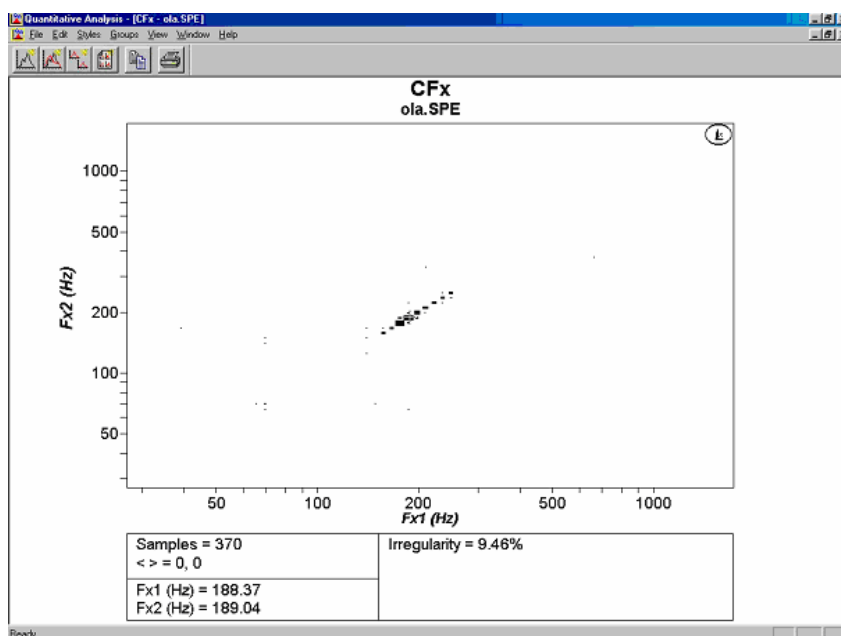 Quantitative Analysis - [CFx - ola.SPE]
File Edit Styles Groups View Window Help
CFx
ola.SPE
1000
500
200
100
50
Fx2 (Hz)
50 100 200 500 1000
Fx1 (Hz)
Samples = 370
< > = 0, 0
Fx1 (Hz) = 188.37
Fx2 (Hz) = 189.04
Irregularity = 9.46%
Ready